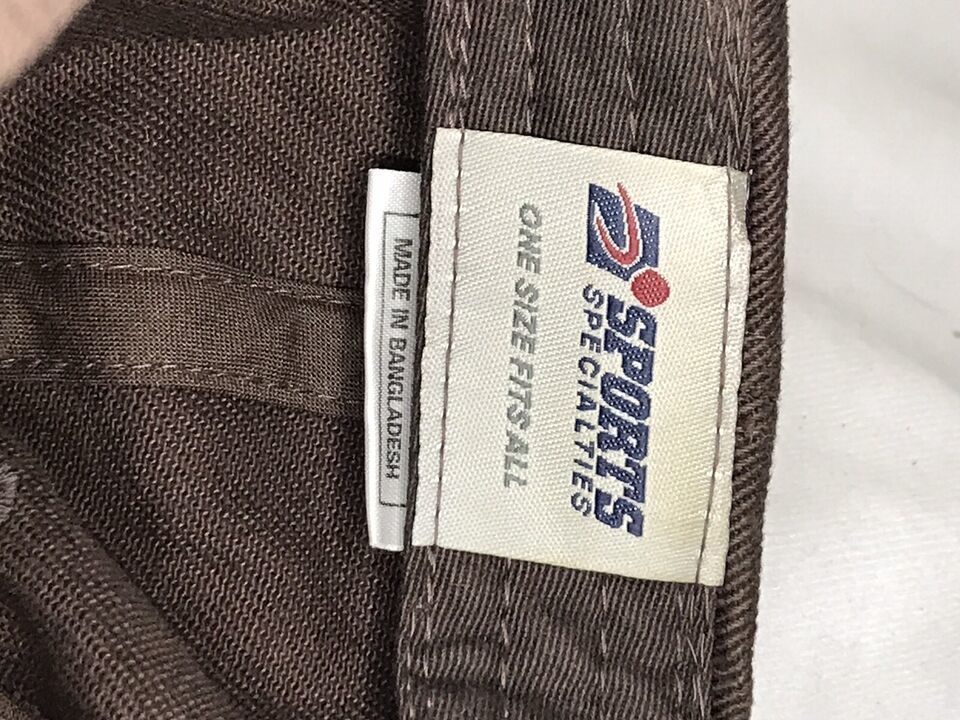 SPORTS
SPECIALTIES
ONE SIZE FITS ALL
MADE IN BANGLADESH